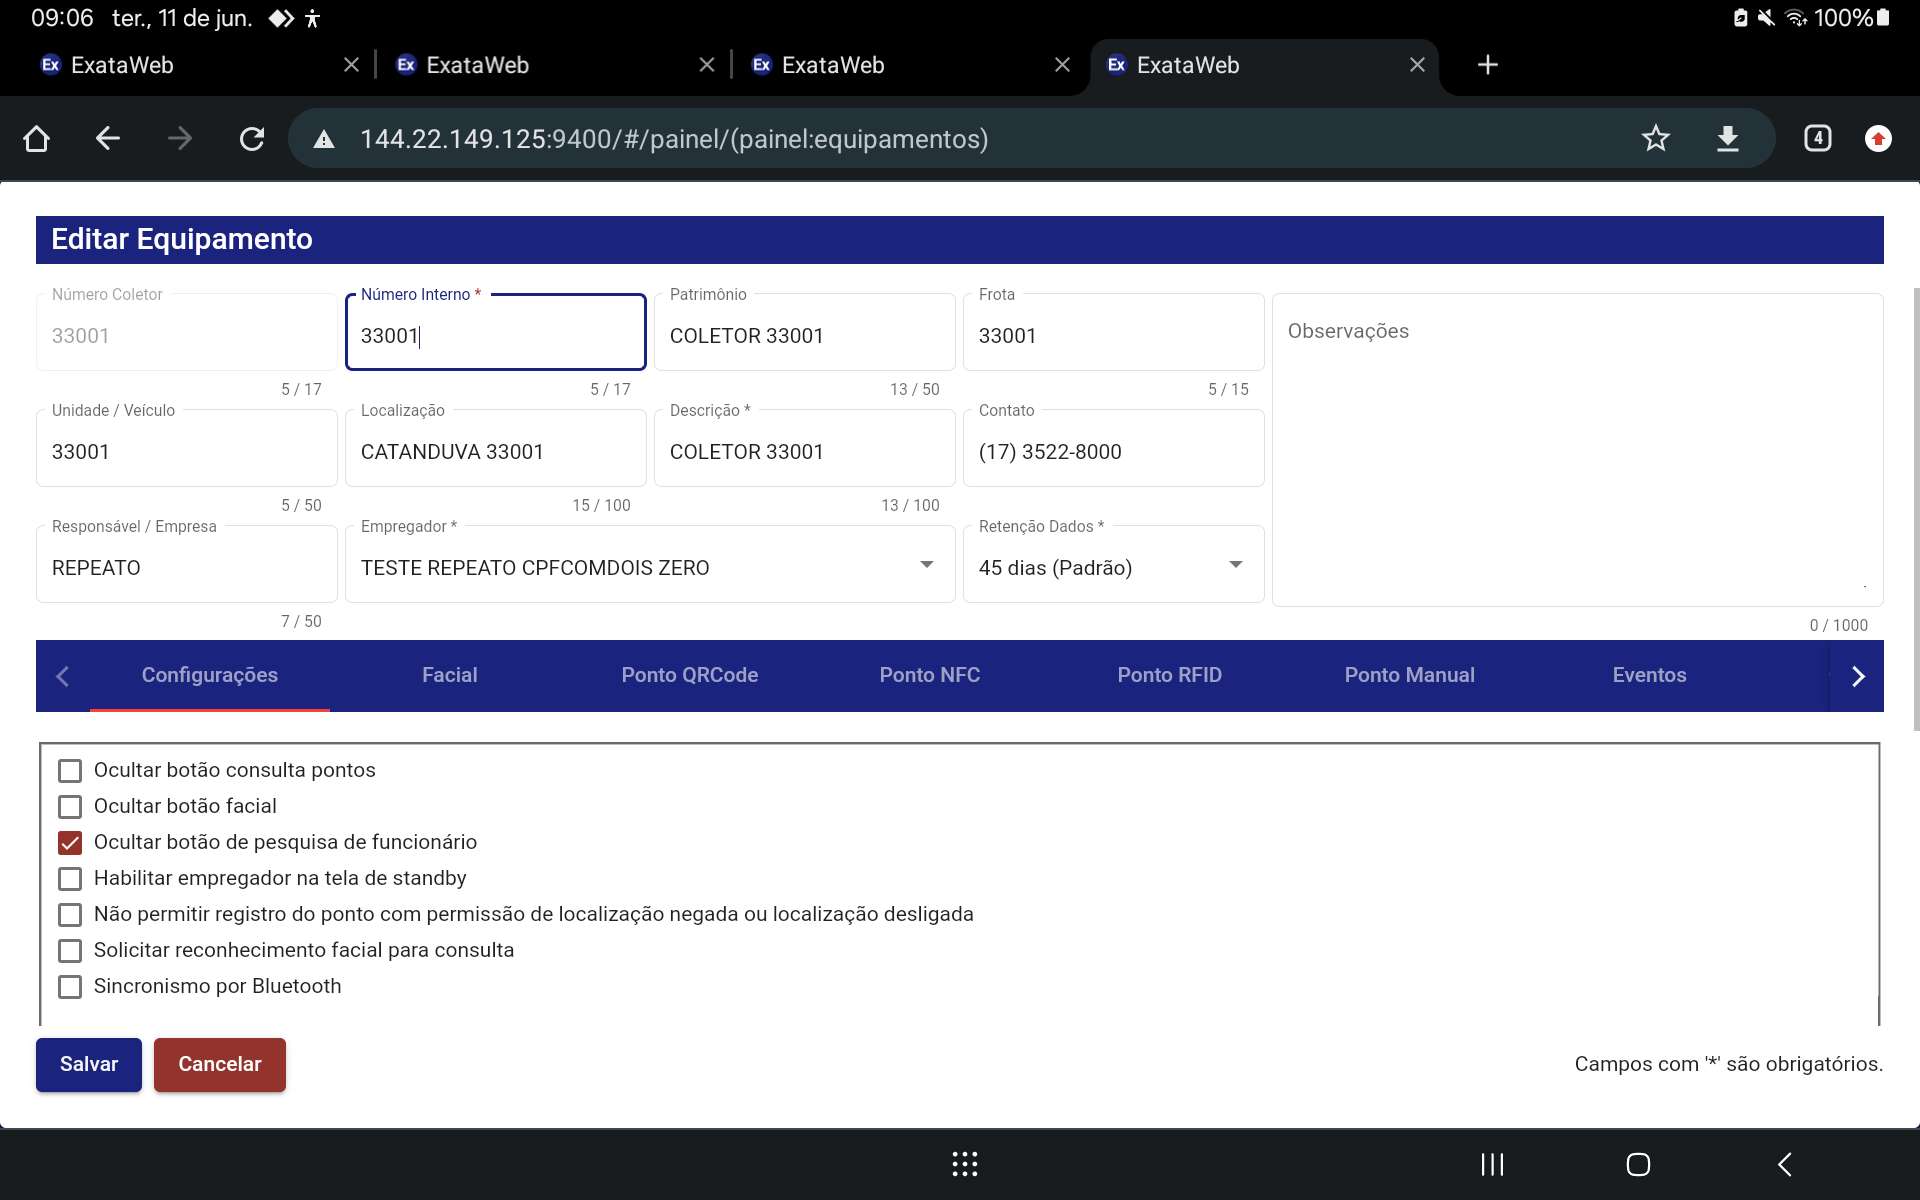 09:06 ter., 11 de jun. 100%
Ex ExataWeb Ex ExataWeb Ex ExataWeb Ex ExataWeb
144.22.149.125:9400/#/painel/(painel:equipamentos) 4
Editar Equipamento
Número Coletor Número Interno * Patrimônio Frota
33001 33001 COLETOR 33001 33001 Observações
5 / 17 5 / 17 13 / 50 5 / 15
Unidade / Veículo Localização Descrição * Contato
33001 CATANDUVA 33001 COLETOR 33001 (17) 3522-8000
5 / 50 15 / 100 13 / 100
Responsável / Empresa Empregador * Retenção Dados *
REPEATO TESTE REPEATO CPFCOMDOIS ZERO 45 dias (Padrão)
7 / 50 0 / 1000
Configurações Facial Ponto QRCode Ponto NFC Ponto RFID Ponto Manual Eventos
Ocultar botão consulta pontos
Ocultar botão facial
Ocultar botão de pesquisa de funcionário
Habilitar empregador na tela de standby
Não permitir registro do ponto com permissão de localização negada ou localização desligada
Solicitar reconhecimento facial para consulta
Sincronismo por Bluetooth
Salvar Cancelar Campos com '*' são obrigatórios.